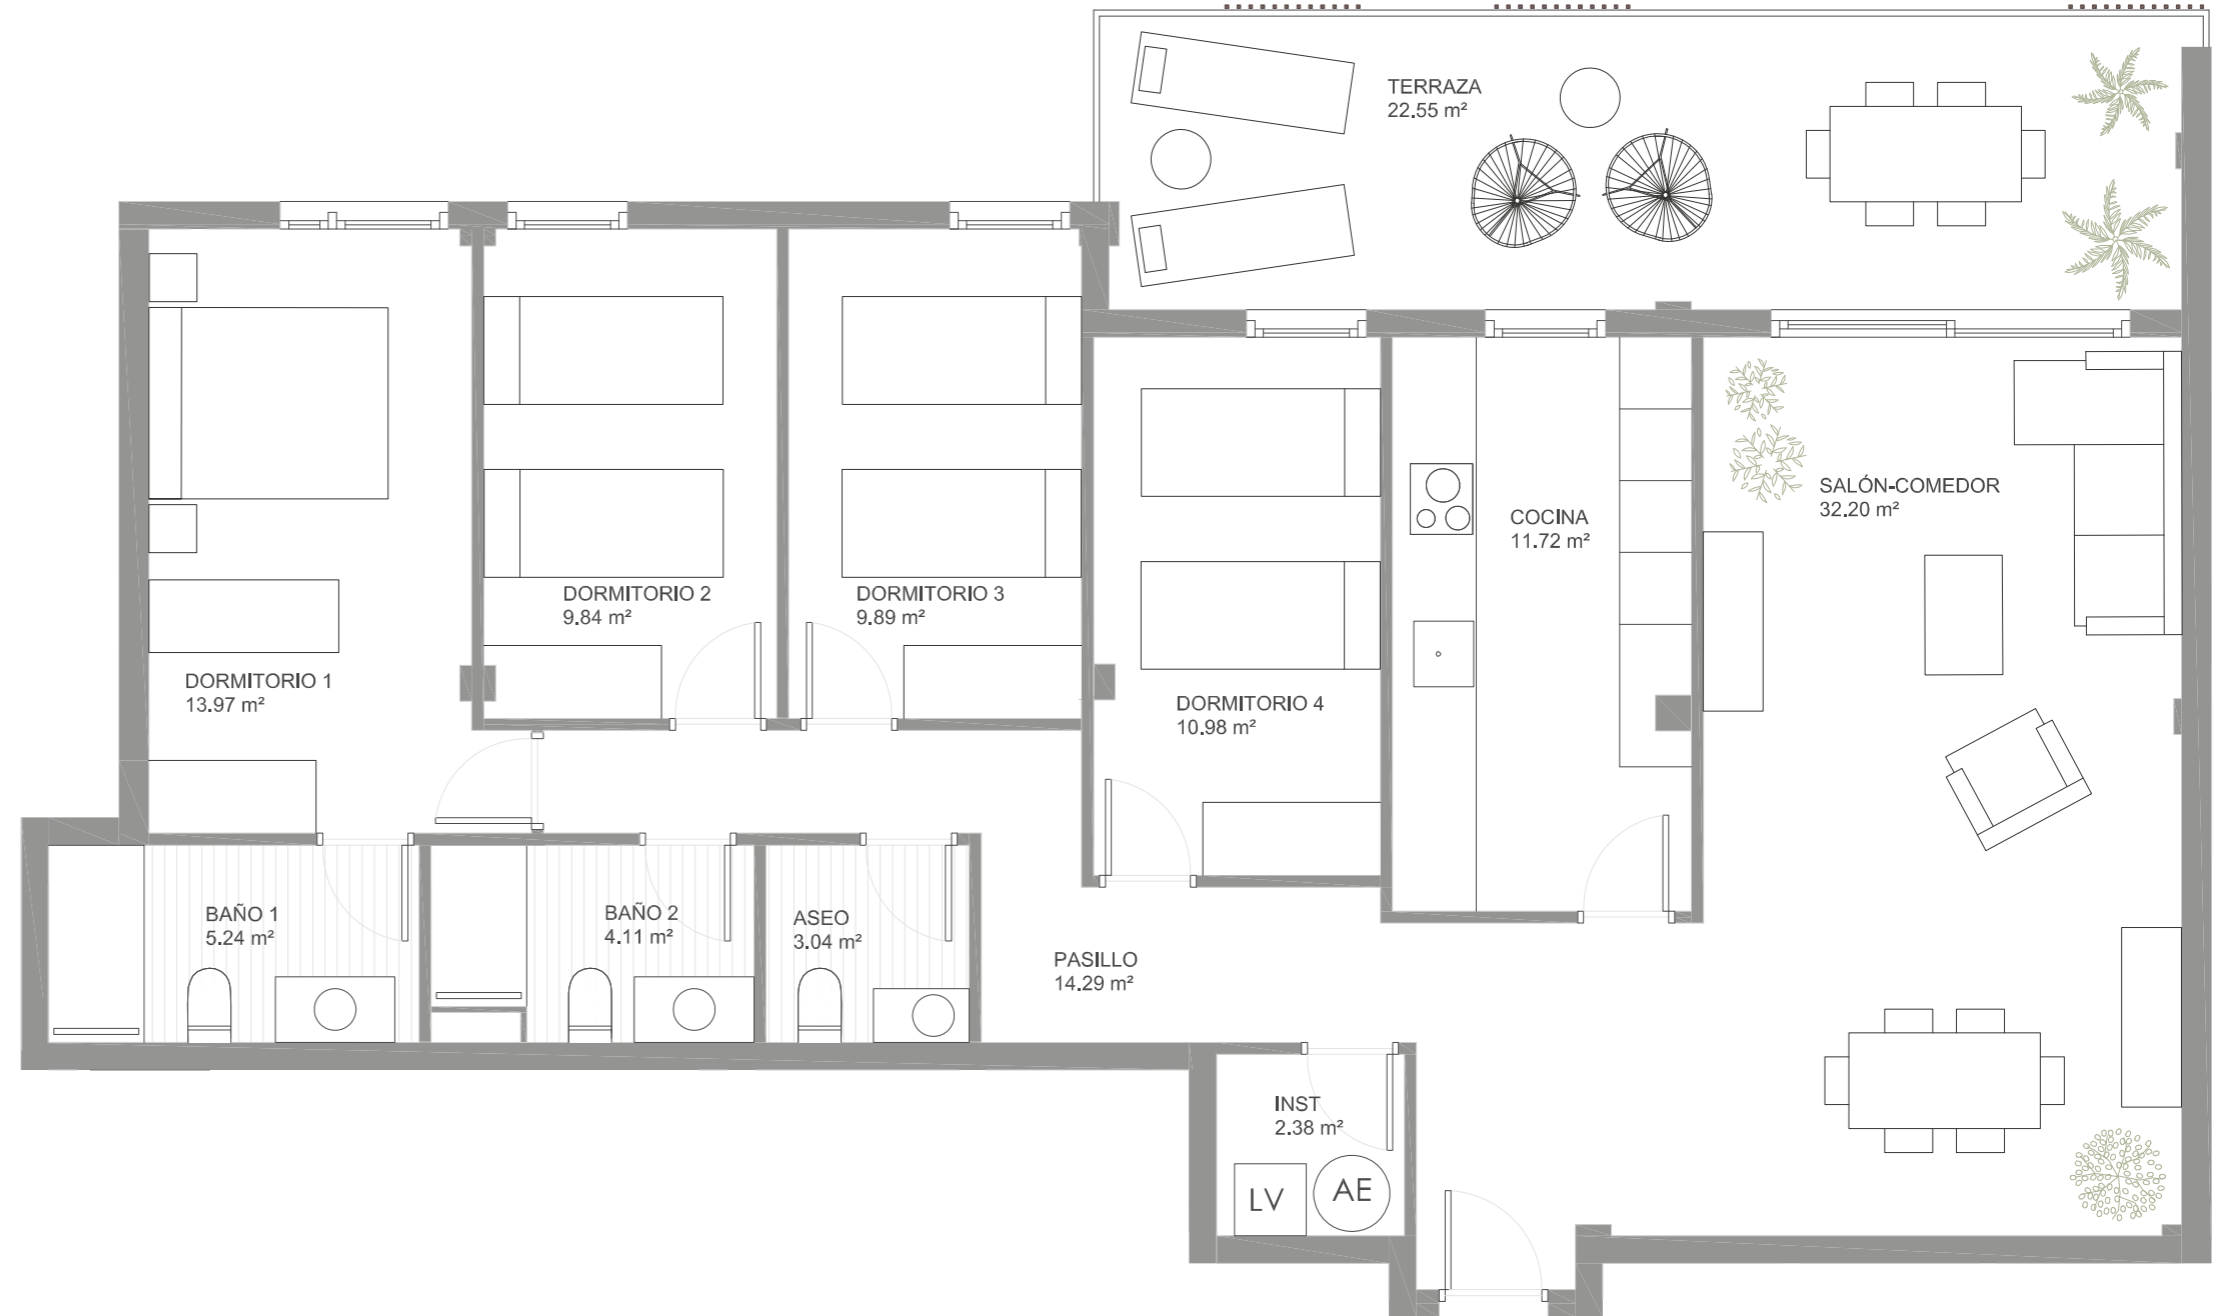 TERRAZA
22.55 m²
SALÓN-COMEDOR
32.20 m²
COCINA
11.72 m²
DORMITORIO 2
9.84 m²
DORMITORIO 3
9.89 m²
DORMITORIO 1
13.97 m²
DORMITORIO 4
10.98 m²
BAÑO 1
5.24 m²
BAÑO 2
4.11 m²
ASEO
3.04 m²
PASILLO
14.29 m²
INST
2.38 m²
LV
AE